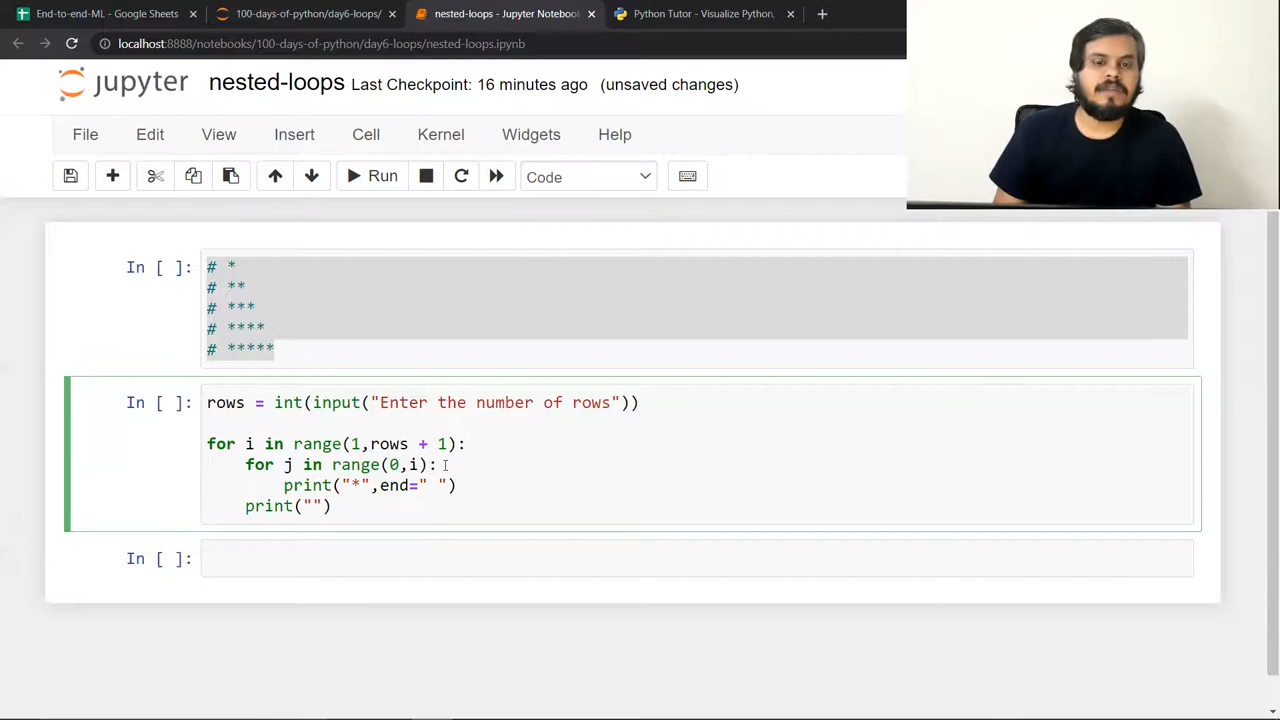 End-to-end-ML - Google Sheets
100-days-of-python/day6-loops/
nested-loops - Jupyter Notebook
Python Tutor - Visualize Python,
localhost:8888/notebooks/100-days-of-python/day6-loops/nested-loops.ipynb
jupyter nested-loops Last Checkpoint: 16 minutes ago (unsaved changes)
File Edit View Insert Cell Kernel Widgets Help
Run Code
In [ ]: # *
# **
# ***
# ****
# *****
In [ ]: rows = int(input("Enter the number of rows"))
for i in range(1,rows + 1):
for j in range(0,i):
print("*",end=" ")
print("")
In [ ]: